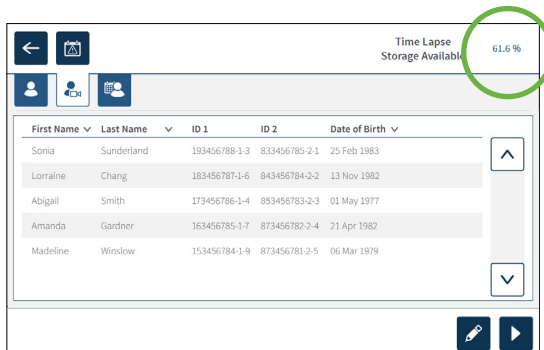 Time Lapse
Storage Available 61.6 %
First Name Last Name ID 1 ID 2 Date of Birth
Sonia Sunderland 193456788-1-3 833456785-2-1 25 Feb 1983
Lorraine Chang 183456787-1-6 843456784-2-2 13 Nov 1982
Abigail Smith 173456786-1-4 853456783-2-3 01 May 1977
Amanda Gardner 163456785-1-7 873456782-2-4 21 Apr 1982
Madeline Winslow 153456784-1-9 873456781-2-5 06 Mar 1979